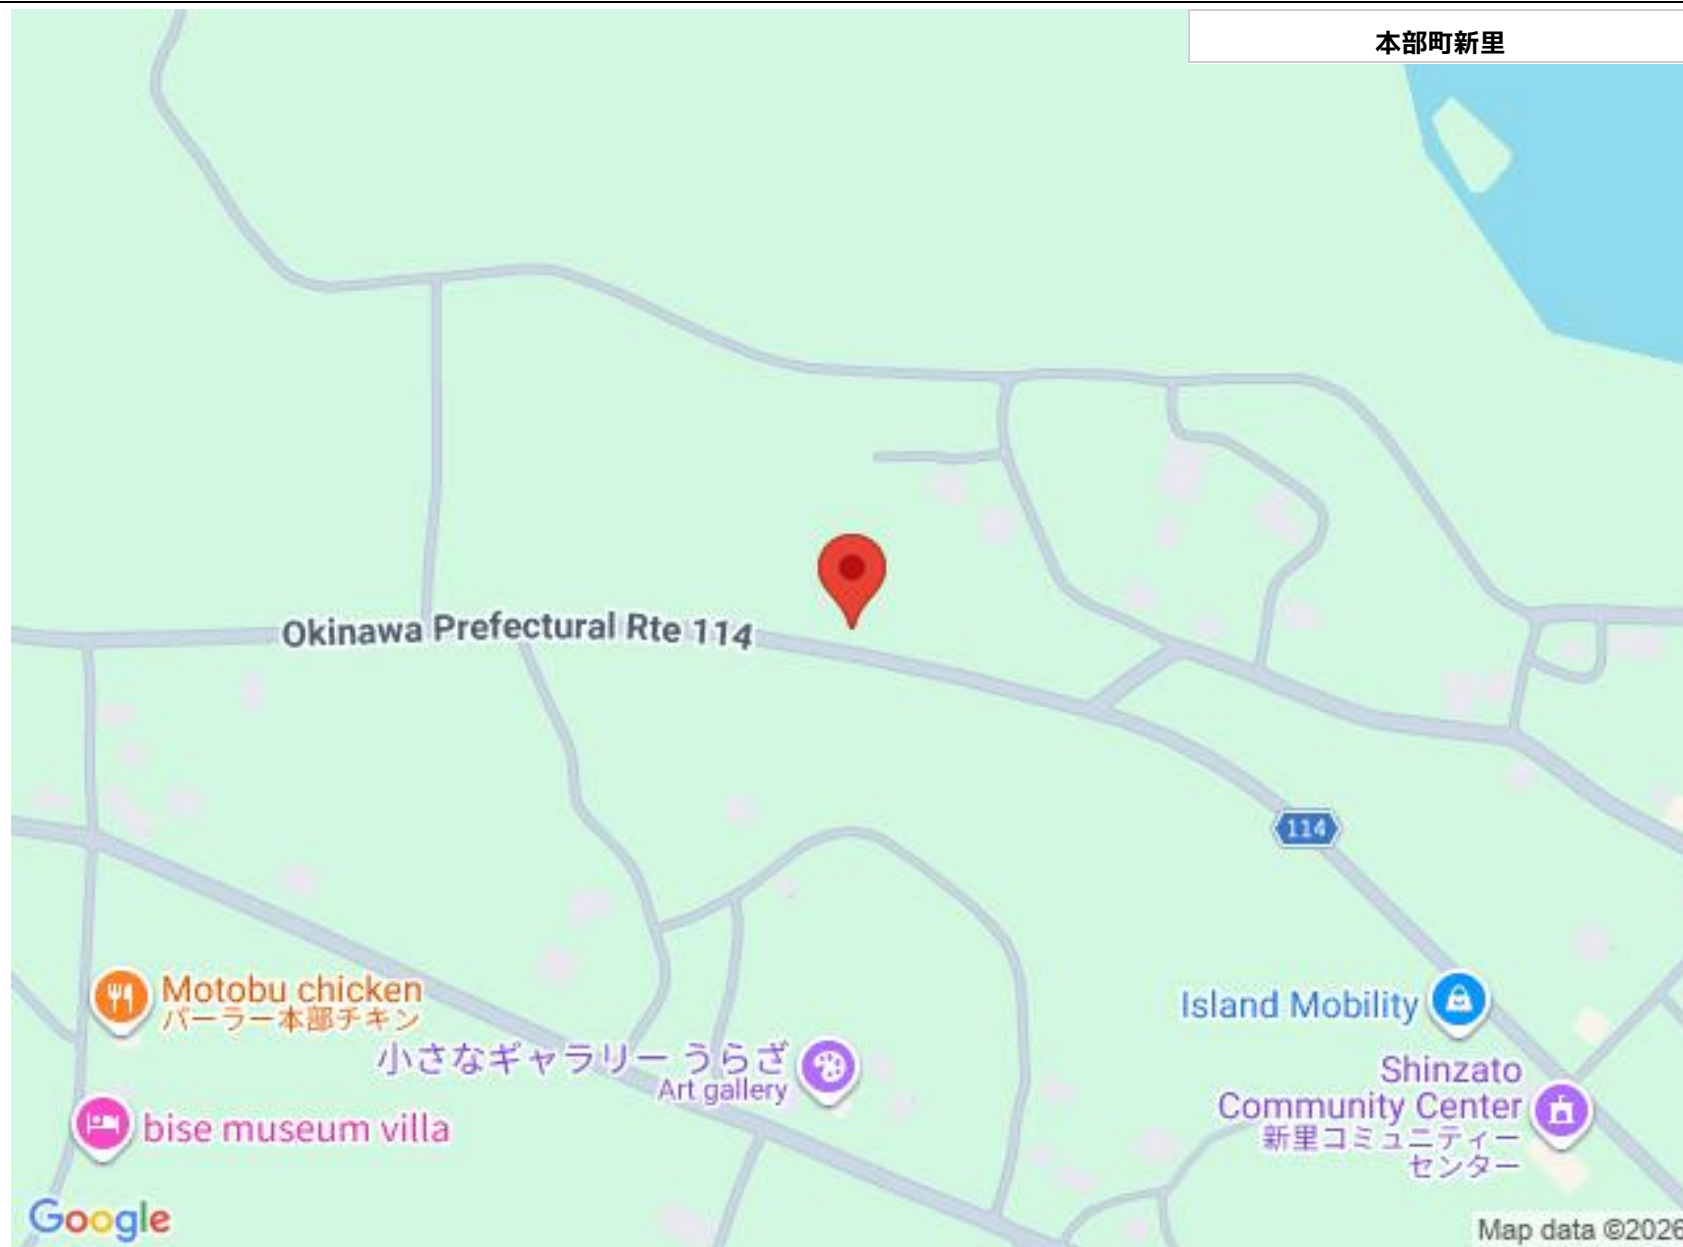 本部町新里
Okinawa Prefectural Rte 114
114
Motobu chicken
パーラー本部チキン
Island Mobility
小さなギャラリー うらざ
Art gallery
Shinzato
Community Center
新里コミュニティー
センター
bise museum villa
Google
Map data ©2026